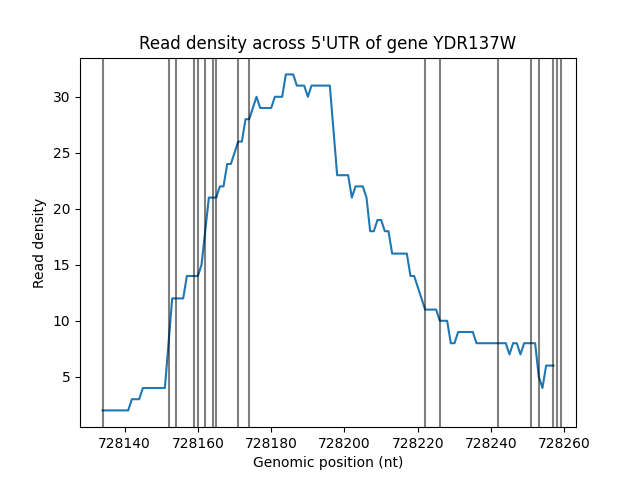 Read density across 5'UTR of gene YDR137W
Read density
30
25
20
15
10
5
728140 728160 728180 728200 728220 728240 728260
Genomic position (nt)